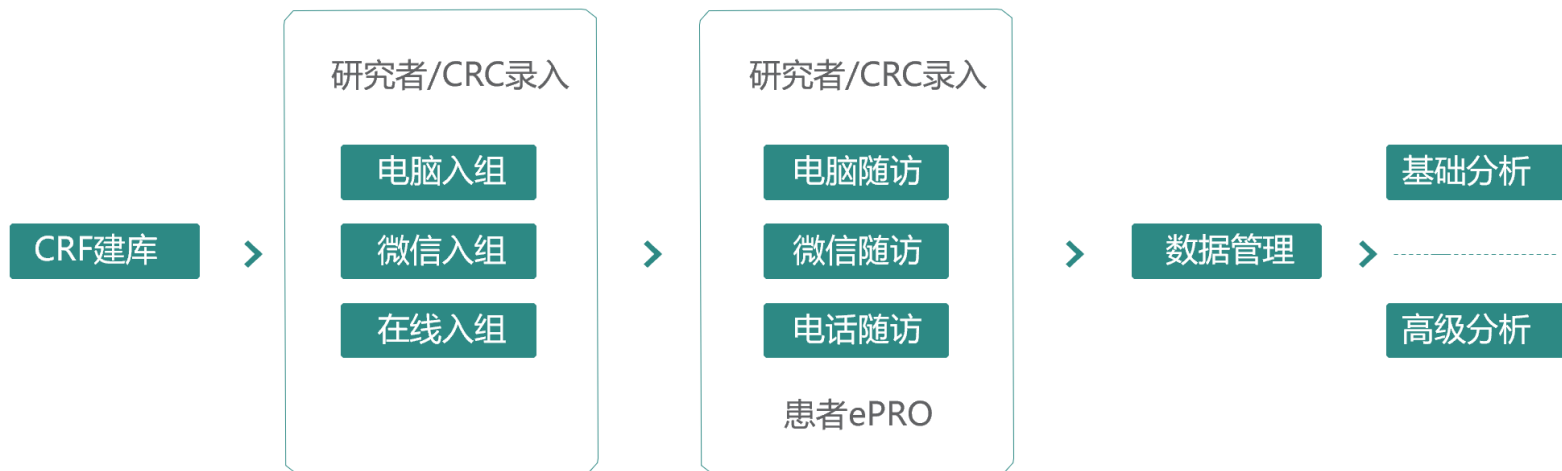 CRF建库
研究者/CRC录入
电脑入组
微信入组
在线入组
研究者/CRC录入
电脑随访
微信随访
电话随访
患者ePRO
数据管理
基础分析
高级分析